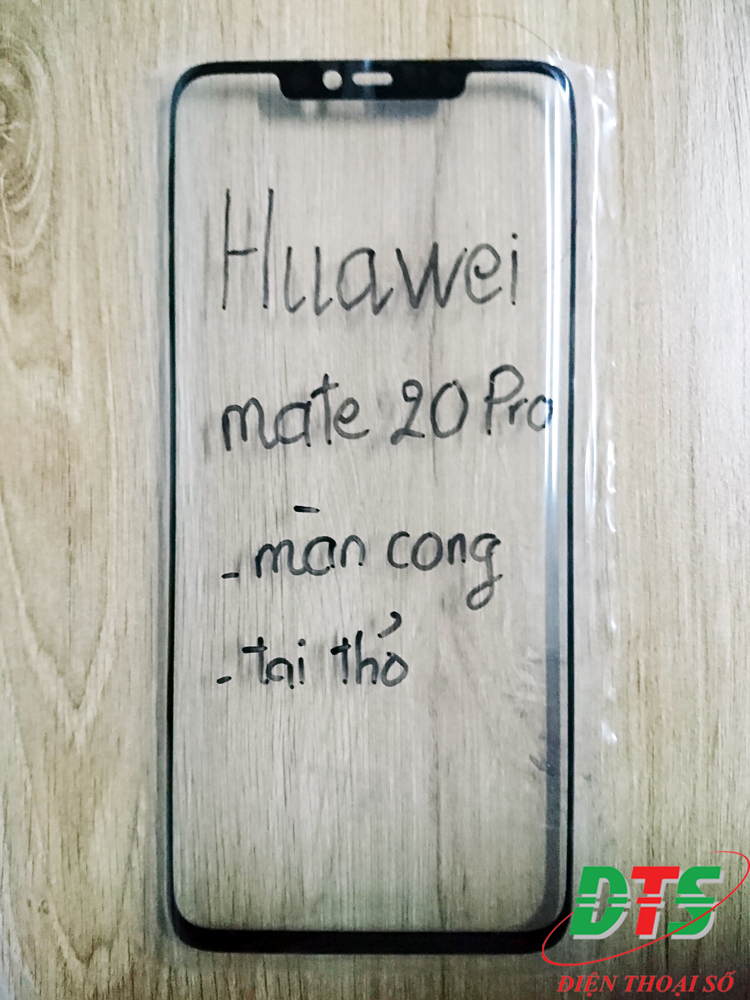 Huawei
mate 20 Pro
- màn cong
- tai thỏ
DTS
ĐIỆN THOẠI SỐ